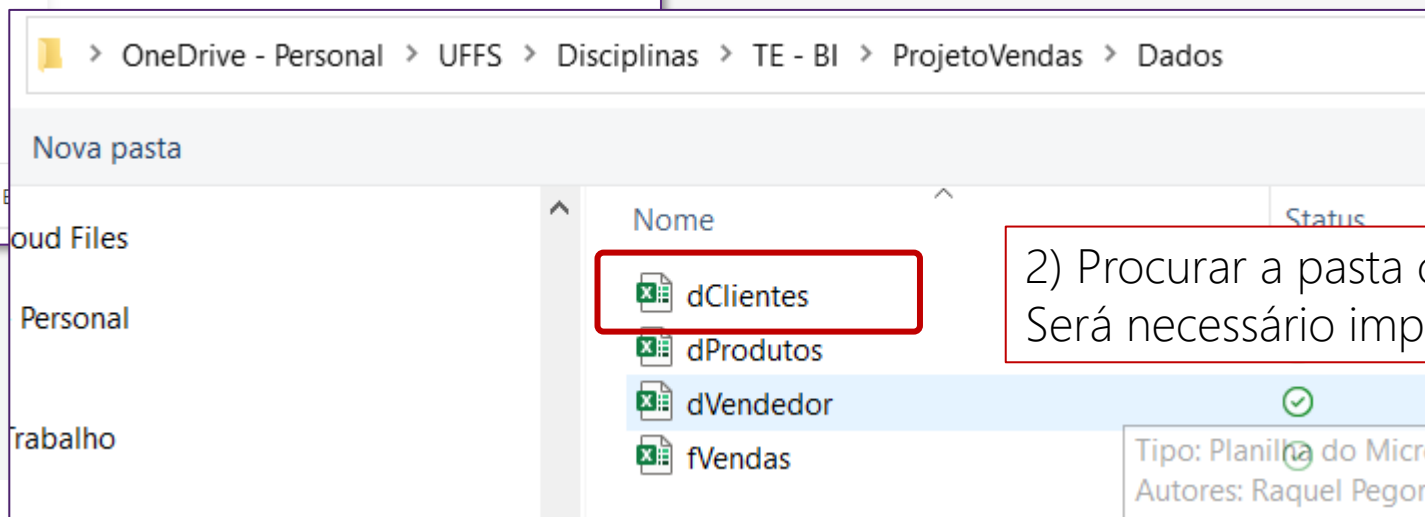 > OneDrive - Personal > UFFS > Disciplinas > TE - BI > ProjetoVendas > Dados
Nova pasta
oud Files
Personal
Trabalho
Nome Status
dClientes
dProdutos
dVendedor
fVendas
2) Procurar a pasta
Será necessário imp
Tipo: Planilha do Micr
Autores: Raquel Pegor